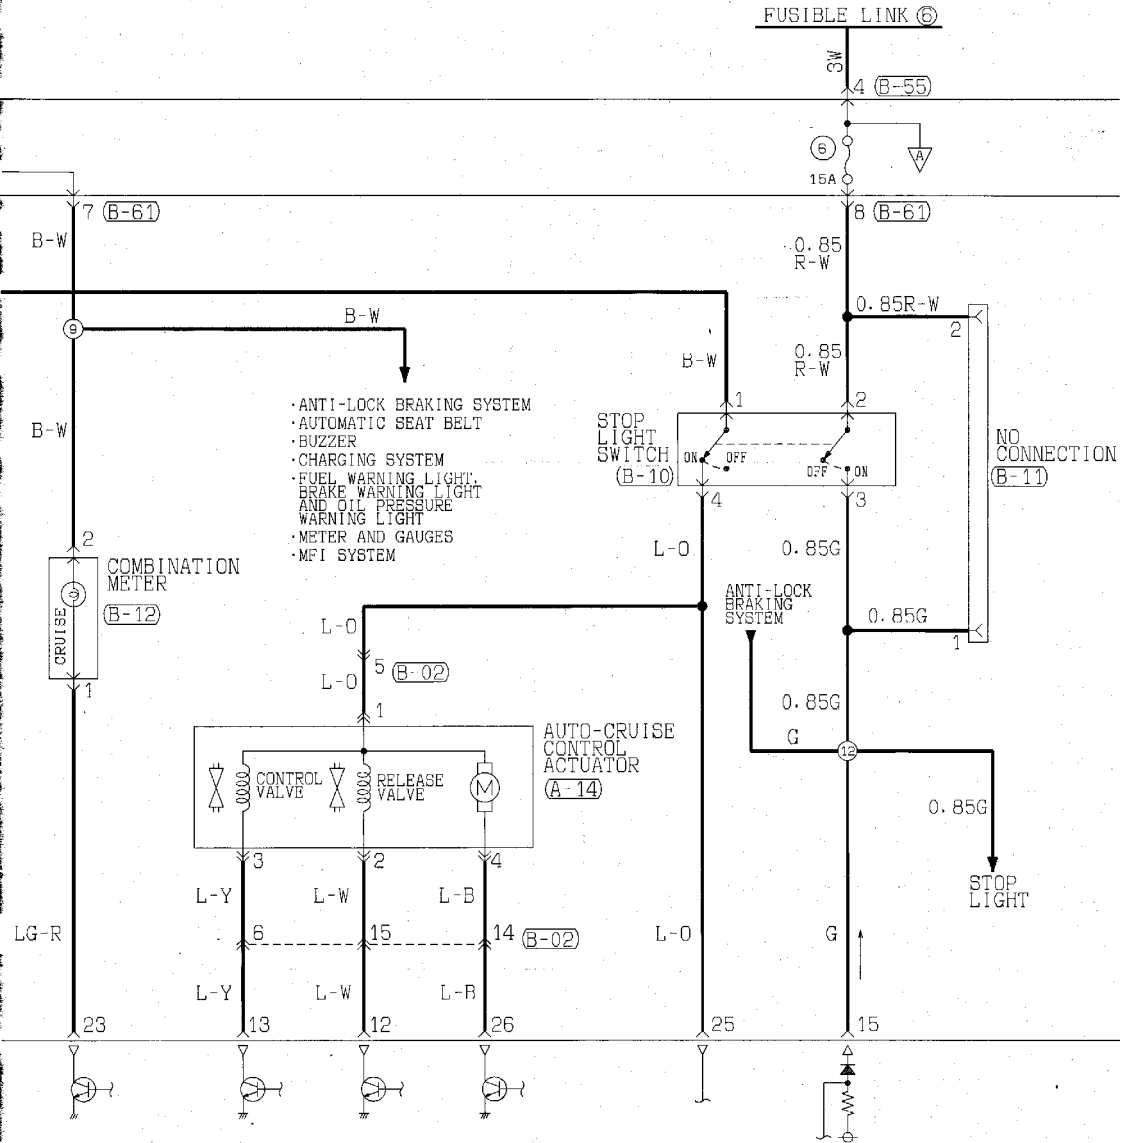 FUSIBLE LINK ⑥
3W
4 (B-55)
6
A
15A
7 (B-61)
8 (B-61)
B-W
0.85
R-W
0.85R-W
9
B-W
2
B-W
0.85
R-W
1
2
·ANTI-LOCK BRAKING SYSTEM
·AUTOMATIC SEAT BELT
·BUZZER
·CHARGING SYSTEM
·FUEL WARNING LIGHT,
BRAKE WARNING LIGHT
AND OIL PRESSURE
WARNING LIGHT
·METER AND GAUGES
·MFI SYSTEM
B-W
STOP
LIGHT
SWITCH
(B-10)
ON
OFF
OFF
ON
NO
CONNECTION
(B-11)
4
3
2
COMBINATION
METER
(B-12)
CRUISE
1
L-O
0.85G
ANTI-LOCK
BRAKING
SYSTEM
0.85G
1
L-O
5 (B-02)
L-O
1
0.85G
G
12
AUTO-CRUISE
CONTROL
ACTUATOR
(A-14)
CONTROL
VALVE
RELEASE
VALVE
M
0.85G
3
2
4
STOP
LIGHT
L-Y
L-W
L-B
LG-R
6
15
14 (B-02)
L-O
G
L-Y
L-W
L-B
23
13
12
26
25
15